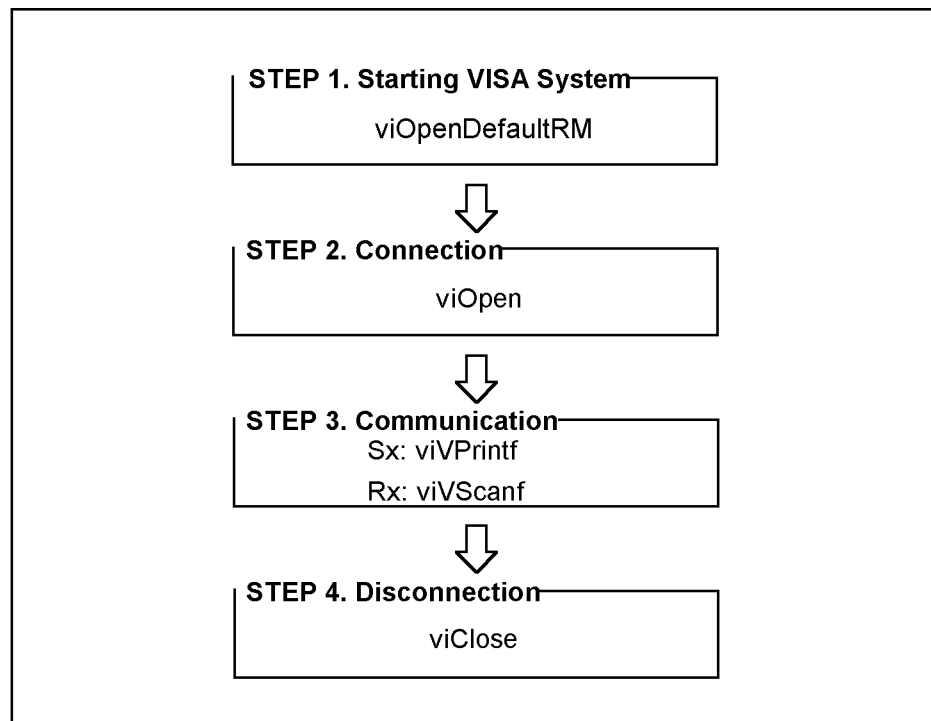 STEP 1. Starting VISA System
viOpenDefaultRM
STEP 2. Connection
viOpen
STEP 3. Communication
Sx: viVPrintf
Rx: viVScanf
STEP 4. Disconnection
viClose